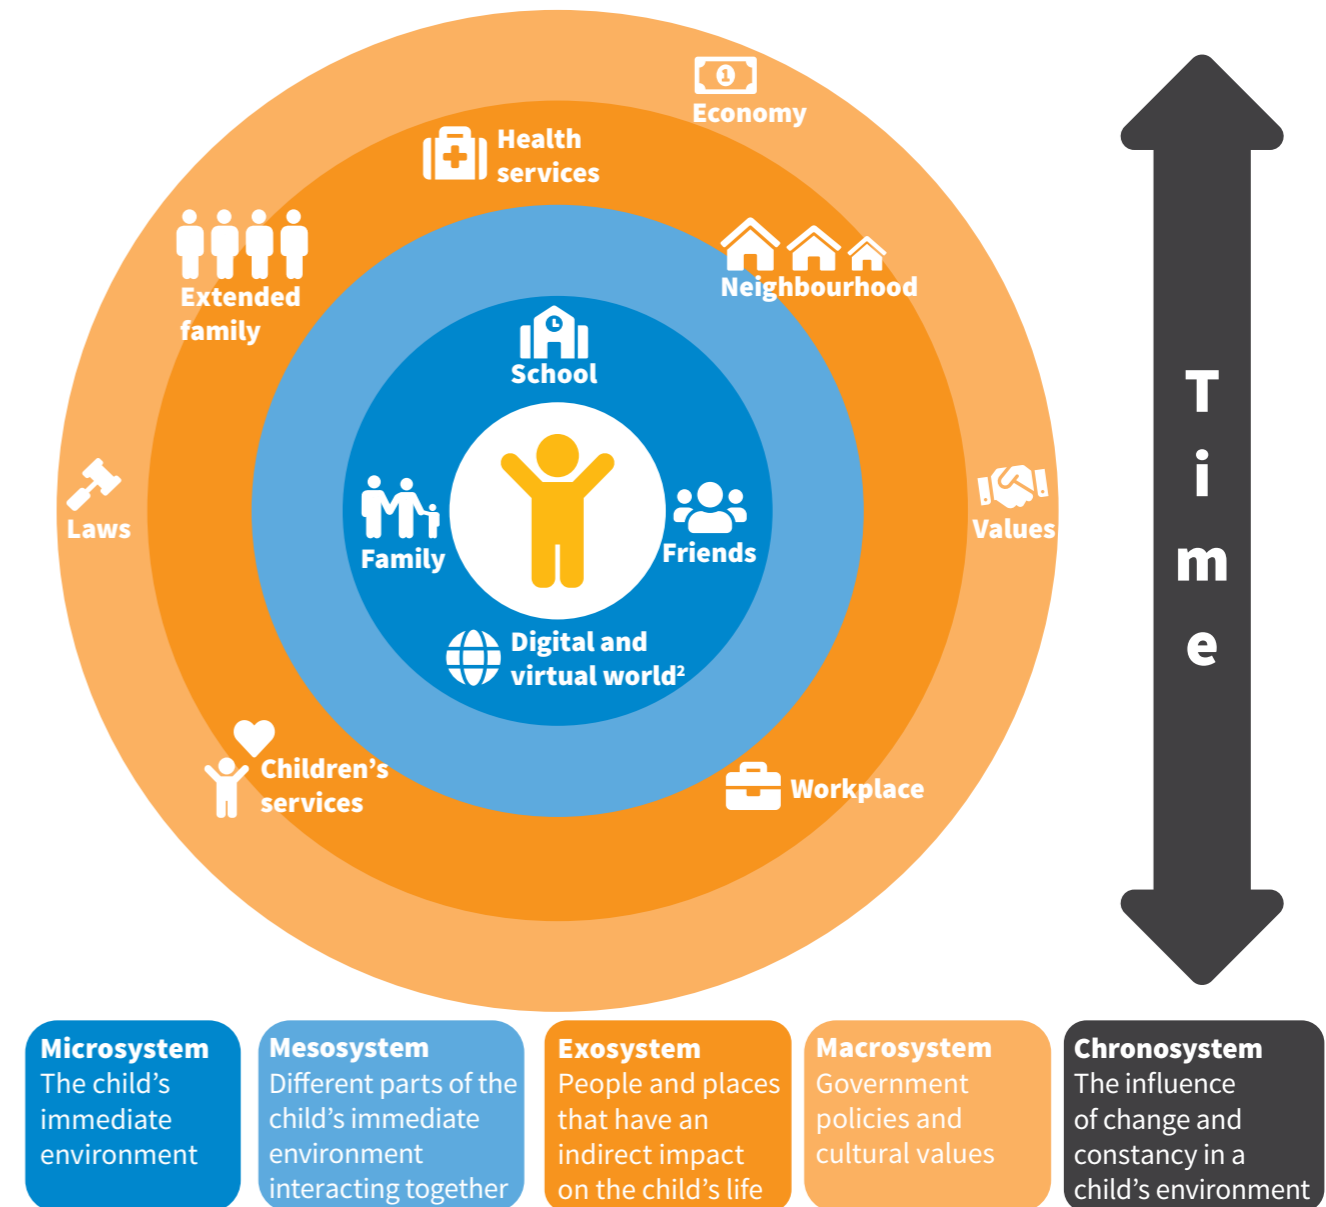 1
Economy
Health
services
Extended
family
Neighbourhood
School
Laws
Family
Friends
Values
Digital and
virtual world²
Children’s
services
Workplace
T
i
m
e
Microsystem
The child’s
immediate
environment
Mesosystem
Different parts of the
child’s immediate
environment
interacting together
Exosystem
People and places
that have an
indirect impact
on the child’s life
Macrosystem
Government
policies and
cultural values
Chronosystem
The influence
of change and
constancy in a
child’s environment